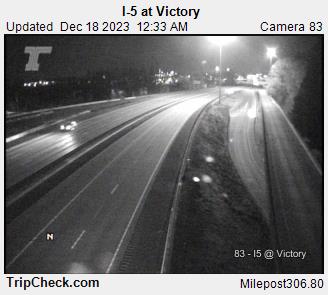 I-5 at Victory
Updated Dec 18 2023 12:33 AM Camera 83
T
N
83 - I5 @ Victory
TripCheck.com Milepost306.80